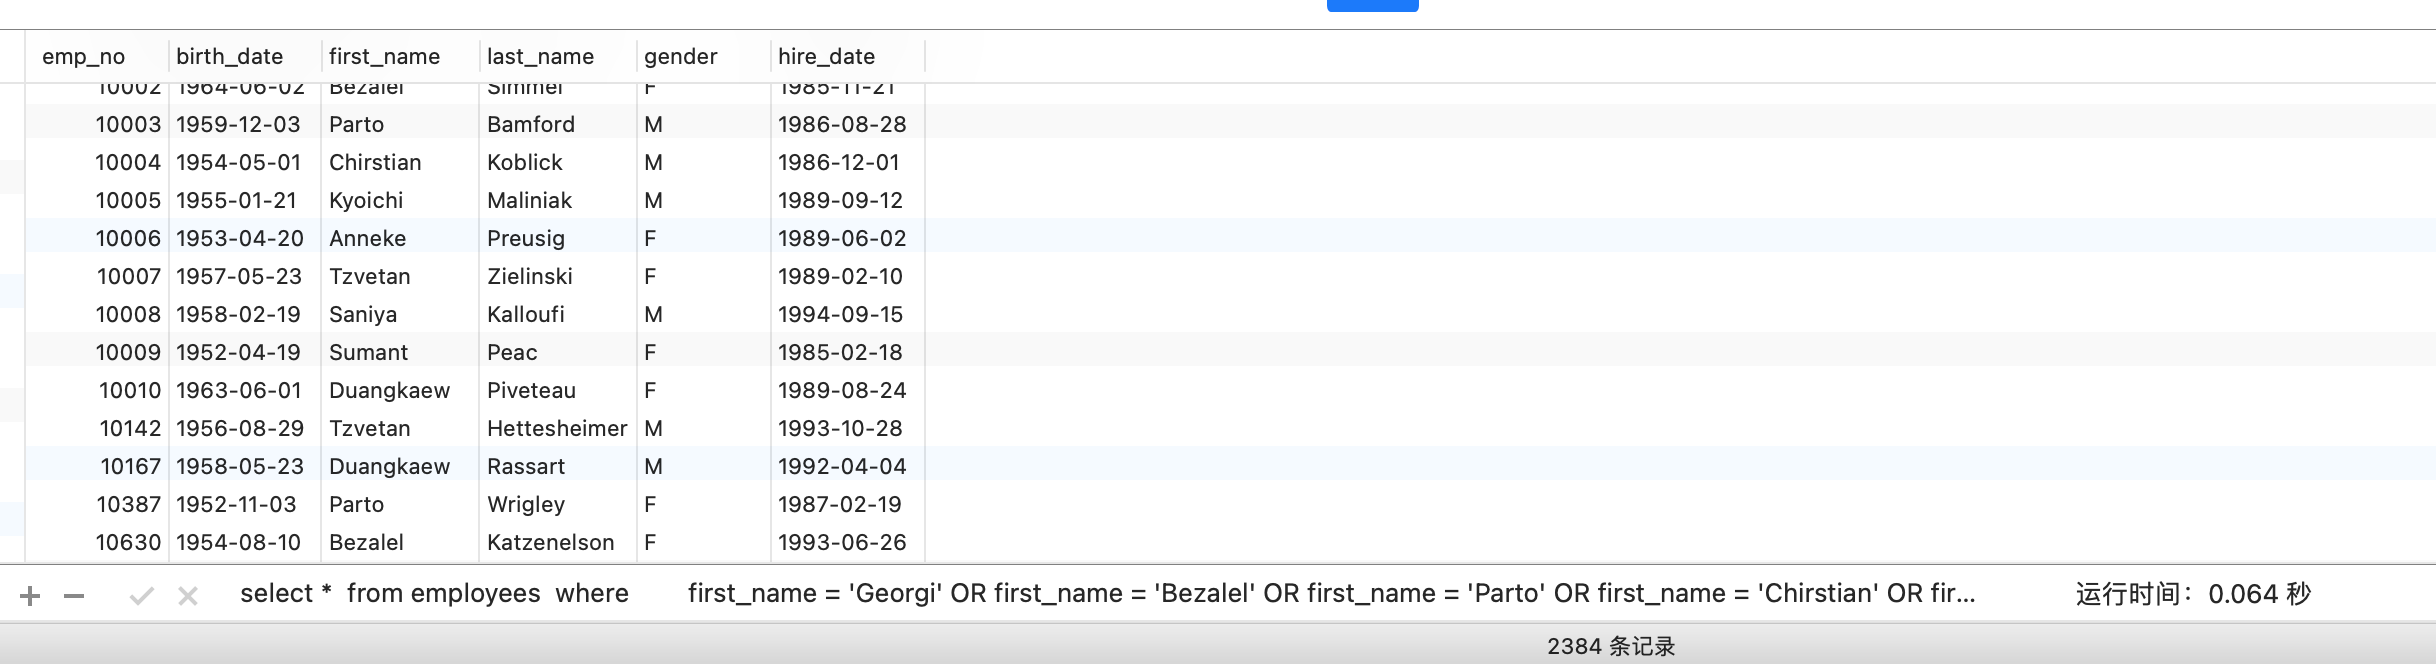 emp_no birth_date first_name last_name gender hire_date
10002 1964-06-02 Bezalel Simmel F 1985-11-21
10003 1959-12-03 Parto Bamford M 1986-08-28
10004 1954-05-01 Chirstian Koblick M 1986-12-01
10005 1955-01-21 Kyoichi Maliniak M 1989-09-12
10006 1953-04-20 Anneke Preusig F 1989-06-02
10007 1957-05-23 Tzvetan Zielinski F 1989-02-10
10008 1958-02-19 Saniya Kalloufi M 1994-09-15
10009 1952-04-19 Sumant Peac F 1985-02-18
10010 1963-06-01 Duangkaew Piveteau F 1989-08-24
10142 1956-08-29 Tzvetan Hettesheimer M 1993-10-28
10167 1958-05-23 Duangkaew Rassart M 1992-04-04
10387 1952-11-03 Parto Wrigley F 1987-02-19
10630 1954-08-10 Bezalel Katzenelson F 1993-06-26
select * from employees where first_name = 'Georgi' OR first_name = 'Bezalel' OR first_name = 'Parto' OR first_name = 'Chirstian' OR fir... 运行时间：0.064 秒
2384 条记录